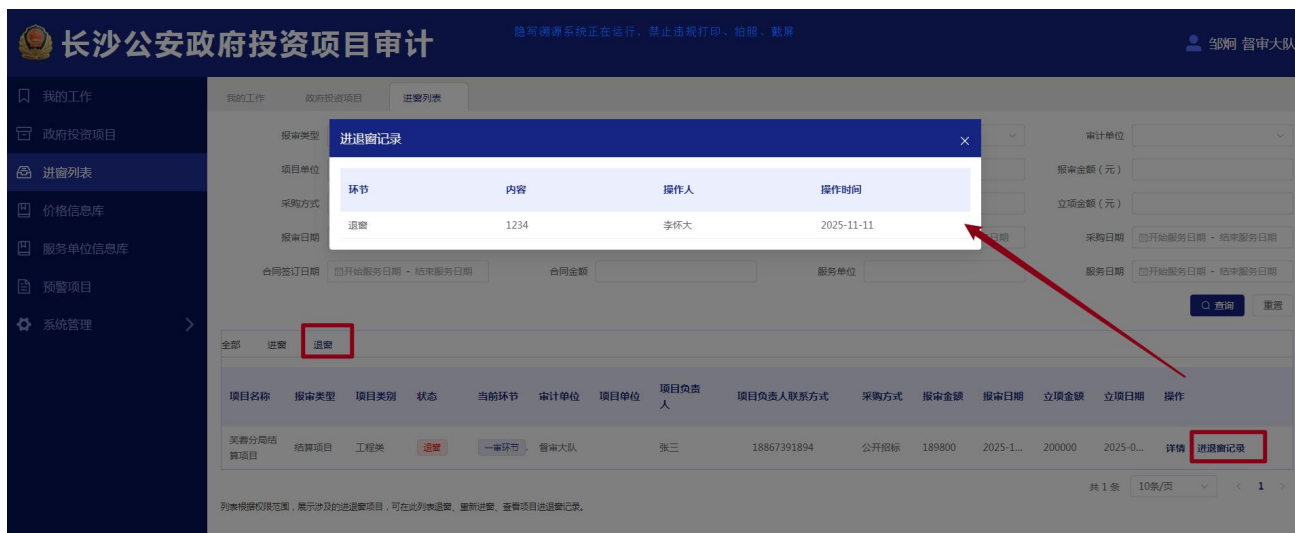 长沙公安政府投资项目审计
隐写溯源系统正在运行，禁止违规打印、拍照、截屏
邹炯 督审大队
我的工作
政府投资项目
进窗列表
价格信息库
服务单位信息库
预警项目
系统管理
我的工作 政府投资项目 进窗列表
报审类型 审计单位
项目单位 报审金额（元）
采购方式 立项金额（元）
报审日期 日期 采购日期 开始服务日期 - 结束服务日期
合同签订日期 开始服务日期 - 结束服务日期 合同金额 服务单位 服务日期 开始服务日期 - 结束服务日期
查询 重置
进退窗记录
环节 内容 操作人 操作时间
退窗 1234 李怀大 2025-11-11
全部 进窗 退窗
项目名称 报审类型 项目类别 状态 当前环节 审计单位 项目单位 项目负责人 项目负责人联系方式 采购方式 报审金额 报审日期 立项金额 立项日期 操作
芙蓉分局结算项目 结算项目 工程类 退窗 一审环节 督审大队 张三 18867391894 公开招标 189800 2025-1... 200000 2025-0... 详情 进退窗记录
共 1 条 10条/页 1
列表根据权限范围，展示涉及的进退窗项目，可在此列表退窗、重新进窗、查看项目进退窗记录。